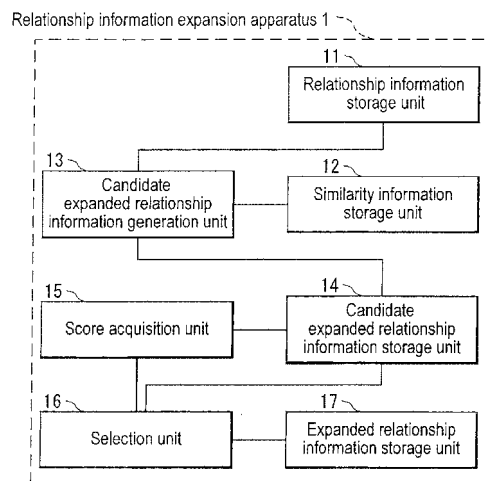 Relationship information expansion apparatus 1
11
Relationship information
storage unit
13
Candidate
expanded relationship
information generation unit
12
Similarity information
storage unit
15
Score acquisition unit
14
Candidate
expanded relationship
information storage unit
16
Selection unit
17
Expanded relationship
information storage unit